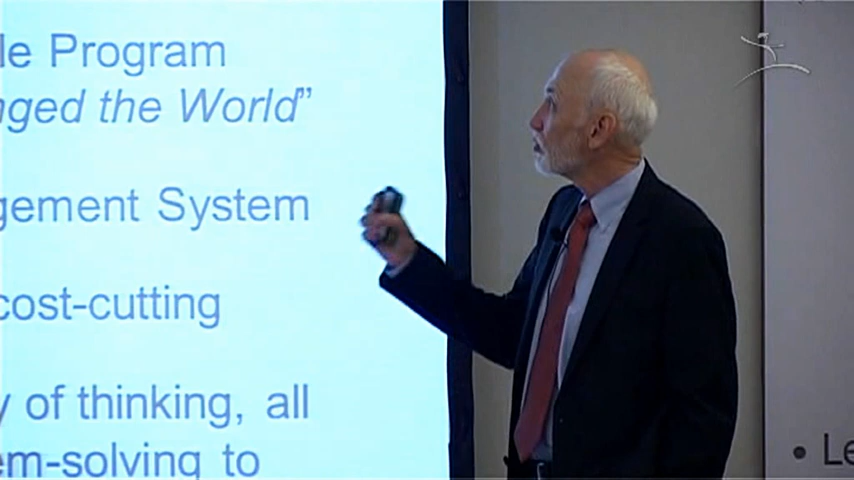 le Program
nged the World”
gement System
cost-cutting
y of thinking, all
em-solving to
• Le